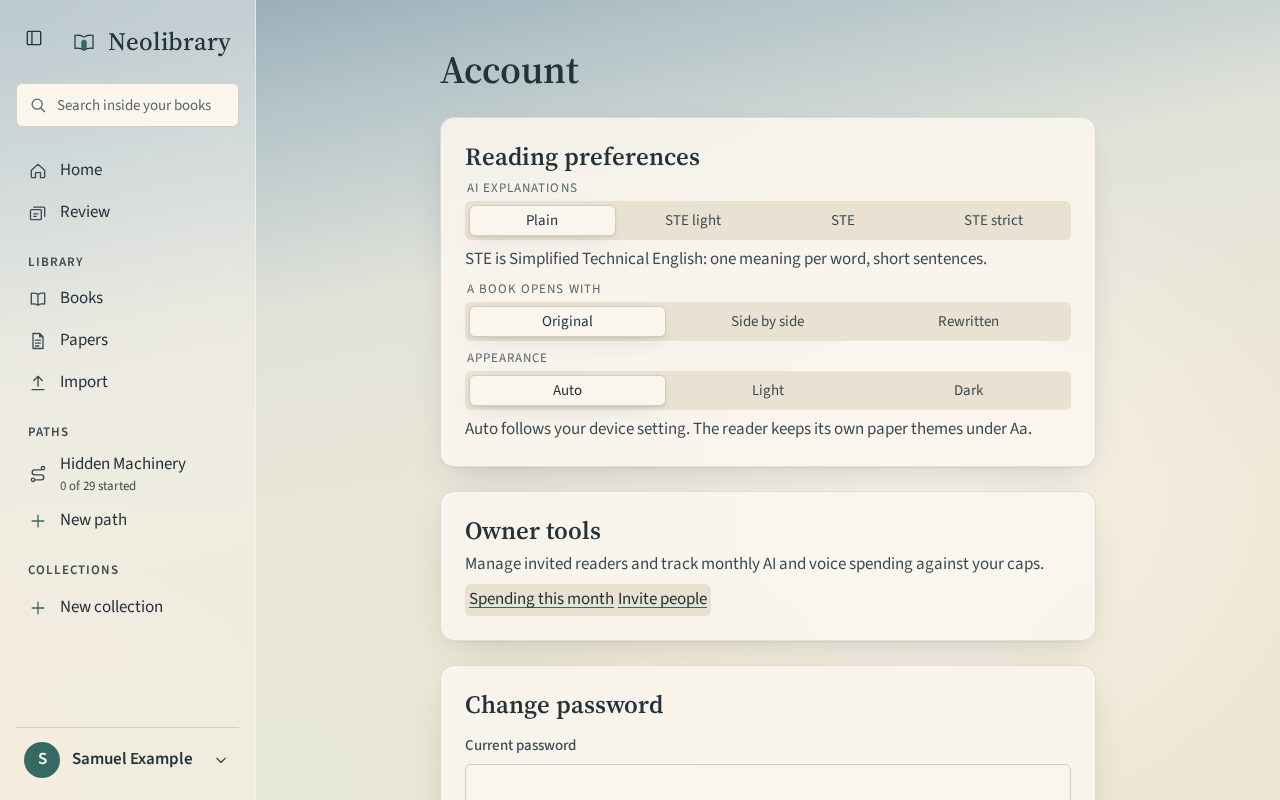 Neolibrary
Search inside your books
Home
Review
LIBRARY
Books
Papers
Import
PATHS
Hidden Machinery
0 of 29 started
New path
COLLECTIONS
New collection
S
Samuel Example
Account
Reading preferences
AI EXPLANATIONS
Plain STE light STE STE strict
STE is Simplified Technical English: one meaning per word, short sentences.
A BOOK OPENS WITH
Original Side by side Rewritten
APPEARANCE
Auto Light Dark
Auto follows your device setting. The reader keeps its own paper themes under Aa.
Owner tools
Manage invited readers and track monthly AI and voice spending against your caps.
Spending this month Invite people
Change password
Current password